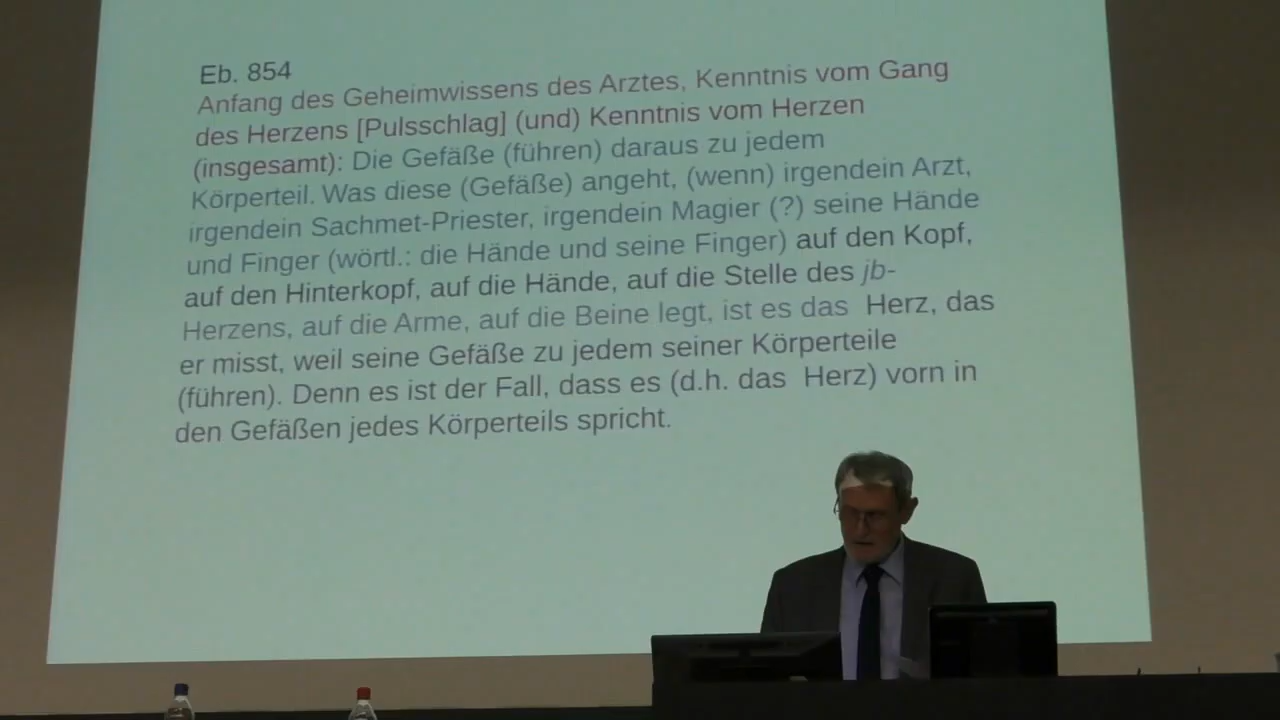 Eb. 854
Anfang des Geheimwissens des Arztes, Kenntnis vom Gang
des Herzens [Pulsschlag] (und) Kenntnis vom Herzen
(insgesamt): Die Gefäße (führen) daraus zu jedem
Körperteil. Was diese (Gefäße) angeht, (wenn) irgendein Arzt,
irgendein Sachmet-Priester, irgendein Magier (?) seine Hände
und Finger (wörtl.: die Hände und seine Finger) auf den Kopf,
auf den Hinterkopf, auf die Hände, auf die Stelle des jb-
Herzens, auf die Arme, auf die Beine legt, ist es das Herz, das
er misst, weil seine Gefäße zu jedem seiner Körperteile
(führen). Denn es ist der Fall, dass es (d.h. das Herz) vorn in
den Gefäßen jedes Körperteils spricht.